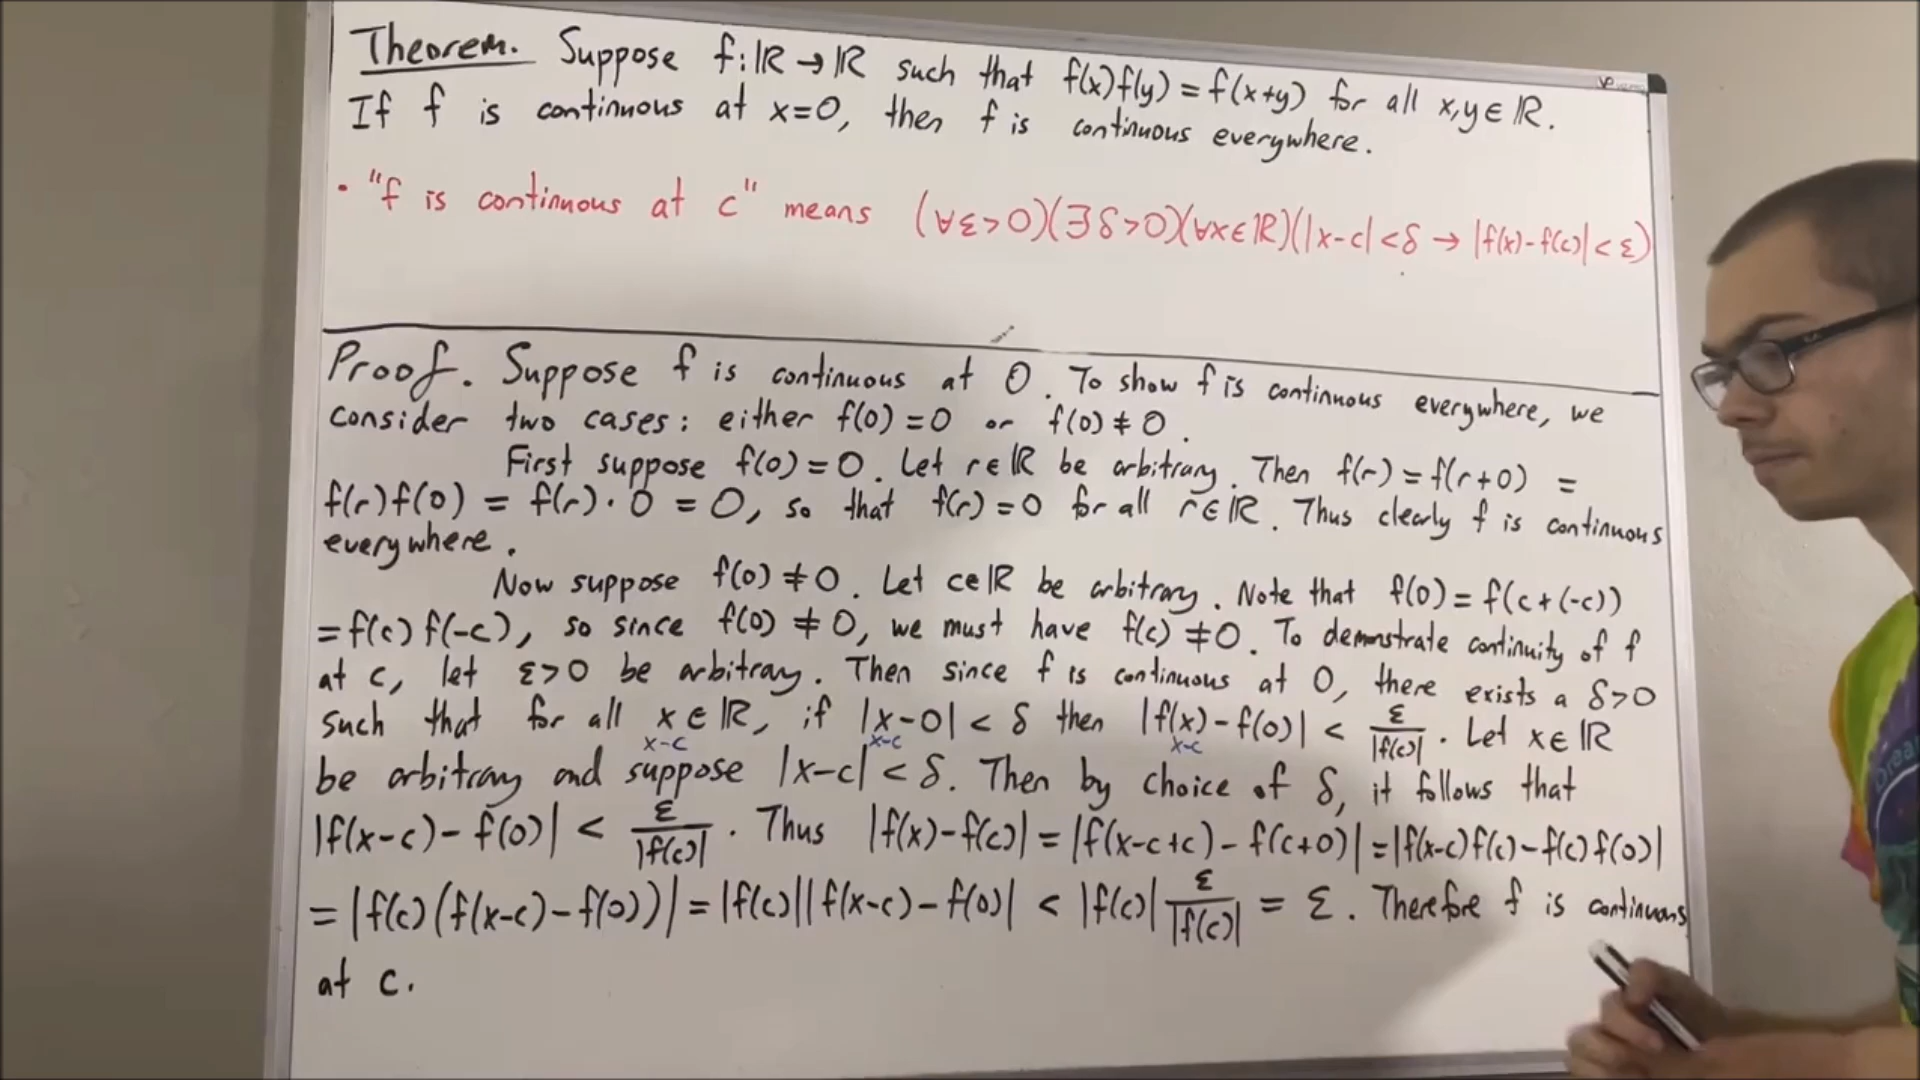 Theorem. Suppose f:ℝ→ℝ such that f(x)f(y)=f(x+y) for all x,y∈ℝ.
If f is continuous at x=0, then f is continuous everywhere.
• "f is continuous at c" means (∀ε>0)(∃δ>0)(∀x∈ℝ)(|x-c|<δ → |f(x)-f(c)|<ε)
Proof. Suppose f is continuous at 0. To show f is continuous everywhere, we
consider two cases: either f(0)=0 or f(0)≠0.
First suppose f(0)=0. Let r∈ℝ be arbitrary. Then f(r)=f(r+0) =
f(r)f(0) = f(r)·0 = 0, so that f(r)=0 for all r∈ℝ. Thus clearly f is continuous
everywhere.
Now suppose f(0)≠0. Let c∈ℝ be arbitrary. Note that f(0)=f(c+(-c))
=f(c)f(-c), so since f(0)≠0, we must have f(c)≠0. To demonstrate continuity of f
at c, let ε>0 be arbitray. Then since f is continuous at 0, there exists a δ>0
such that for all x∈ℝ, if |x-0|<δ then |f(x)-f(0)| < ε/|f(c)|. Let x∈ℝ
x-c x-c x-c
be arbitray and suppose |x-c|<δ. Then by choice of δ, it follows that
|f(x-c)-f(0)| < ε/|f(c)|. Thus |f(x)-f(c)|=|f(x-c+c)-f(c+0)|=|f(x-c)f(c)-f(c)f(0)|
=|f(c)(f(x-c)-f(0))|=|f(c)||f(x-c)-f(0)| < |f(c)| ε/|f(c)| = ε. Therefore f is continuous
at c.